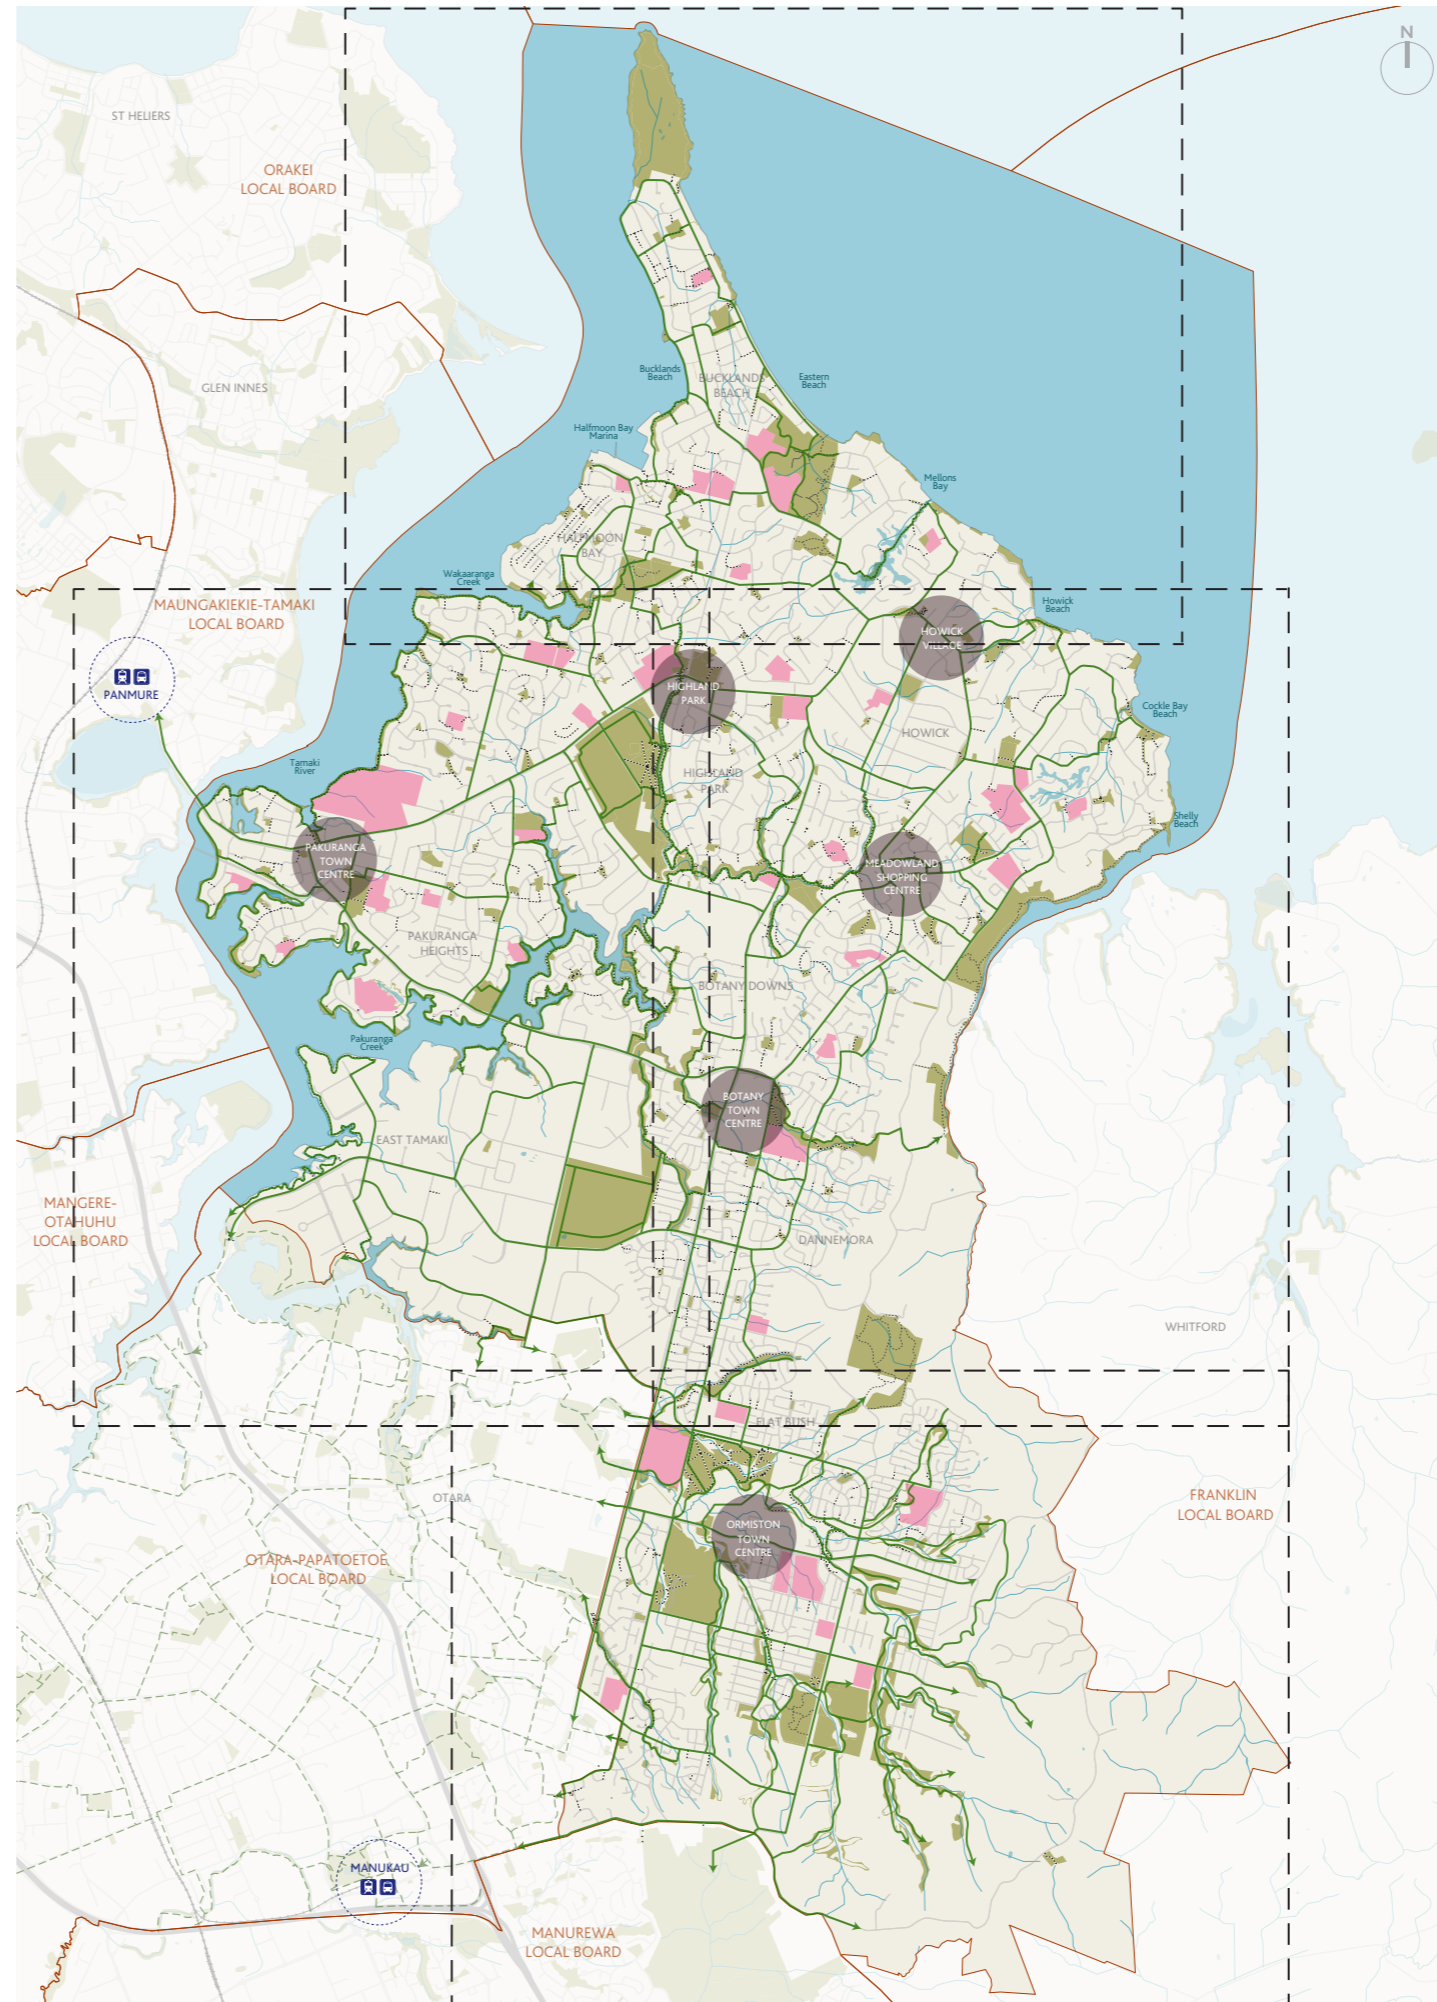 N
ST HELIERS
ORAKEI
LOCAL BOARD
GLEN INNES
Bucklands
Beach
BUCKLANDS
BEACH
Eastern
Beach
Halfmoon Bay
Marina
Mellons
Bay
HALFMOON
BAY
Wakaaranga
Creek
Howick
Beach
MAUNGAKIEKIE-TAMAKI
LOCAL BOARD
HOWICK
VILLAGE
PANMURE
HIGHLAND
PARK
Cockle Bay
Beach
HOWICK
Tamaki
River
HIGHLAND
PARK
Shelly
Beach
PAKURANGA
TOWN
CENTRE
MEADOWLAND
SHOPPING
CENTRE
PAKURANGA
HEIGHTS
BOTANY DOWNS
Pakuranga
Creek
BOTANY
TOWN
CENTRE
EAST TAMAKI
MANGERE-
OTAHUHU
LOCAL BOARD
DANNEMORA
WHITFORD
FLAT BUSH
OTARA
FRANKLIN
LOCAL BOARD
ORMISTON
TOWN
CENTRE
OTARA-PAPATOETOE
LOCAL BOARD
MANUKAU
MANUREWA
LOCAL BOARD